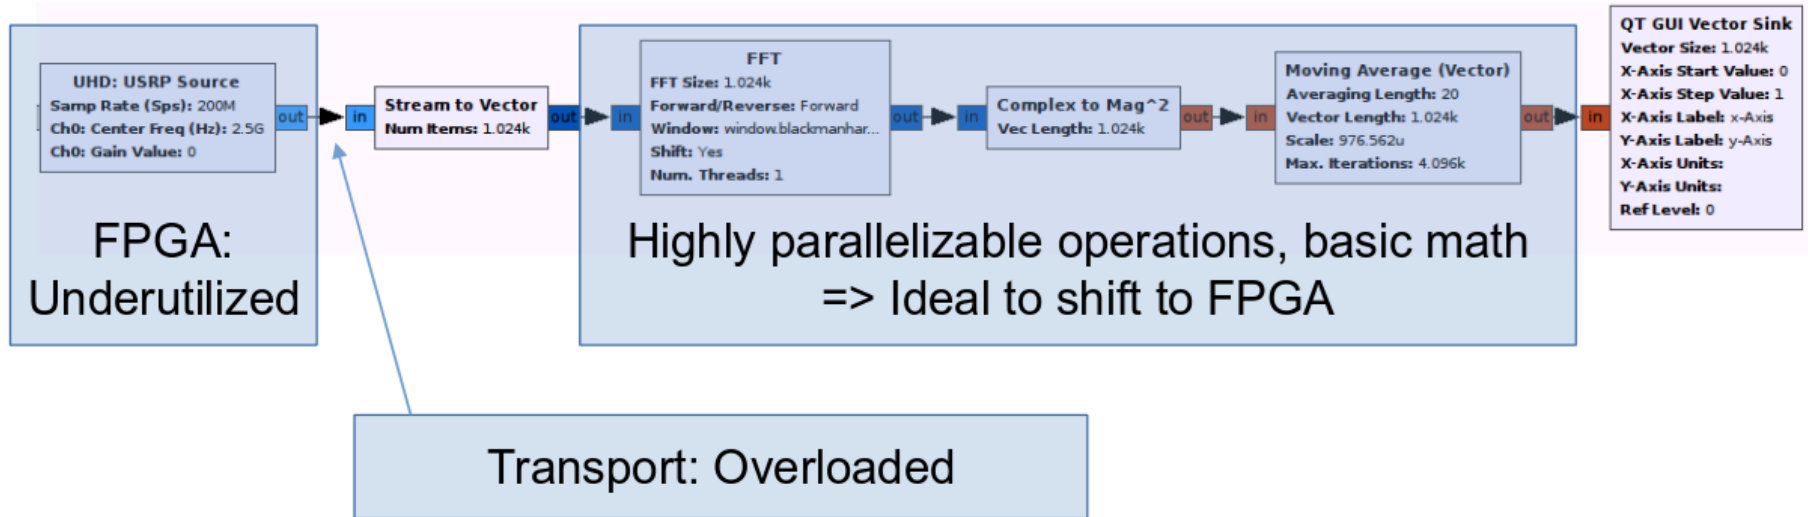 UHD: USRP Source
Samp Rate (Sps): 200M
Ch0: Center Freq (Hz): 2.5G
Ch0: Gain Value: 0
out
FPGA:
Underutilized
in
Stream to Vector
Num Items: 1.024k
out
in
FFT
FFT Size: 1.024k
Forward/Reverse: Forward
Window: window.blackmanhar...
Shift: Yes
Num. Threads: 1
out
in
Complex to Mag^2
Vec Length: 1.024k
out
in
Moving Average (Vector)
Averaging Length: 20
Vector Length: 1.024k
Scale: 976.562u
Max. Iterations: 4.096k
out
Highly parallelizable operations, basic math
=> Ideal to shift to FPGA
in
QT GUI Vector Sink
Vector Size: 1.024k
X-Axis Start Value: 0
X-Axis Step Value: 1
X-Axis Label: x-Axis
Y-Axis Label: y-Axis
X-Axis Units:
Y-Axis Units:
Ref Level: 0
Transport: Overloaded